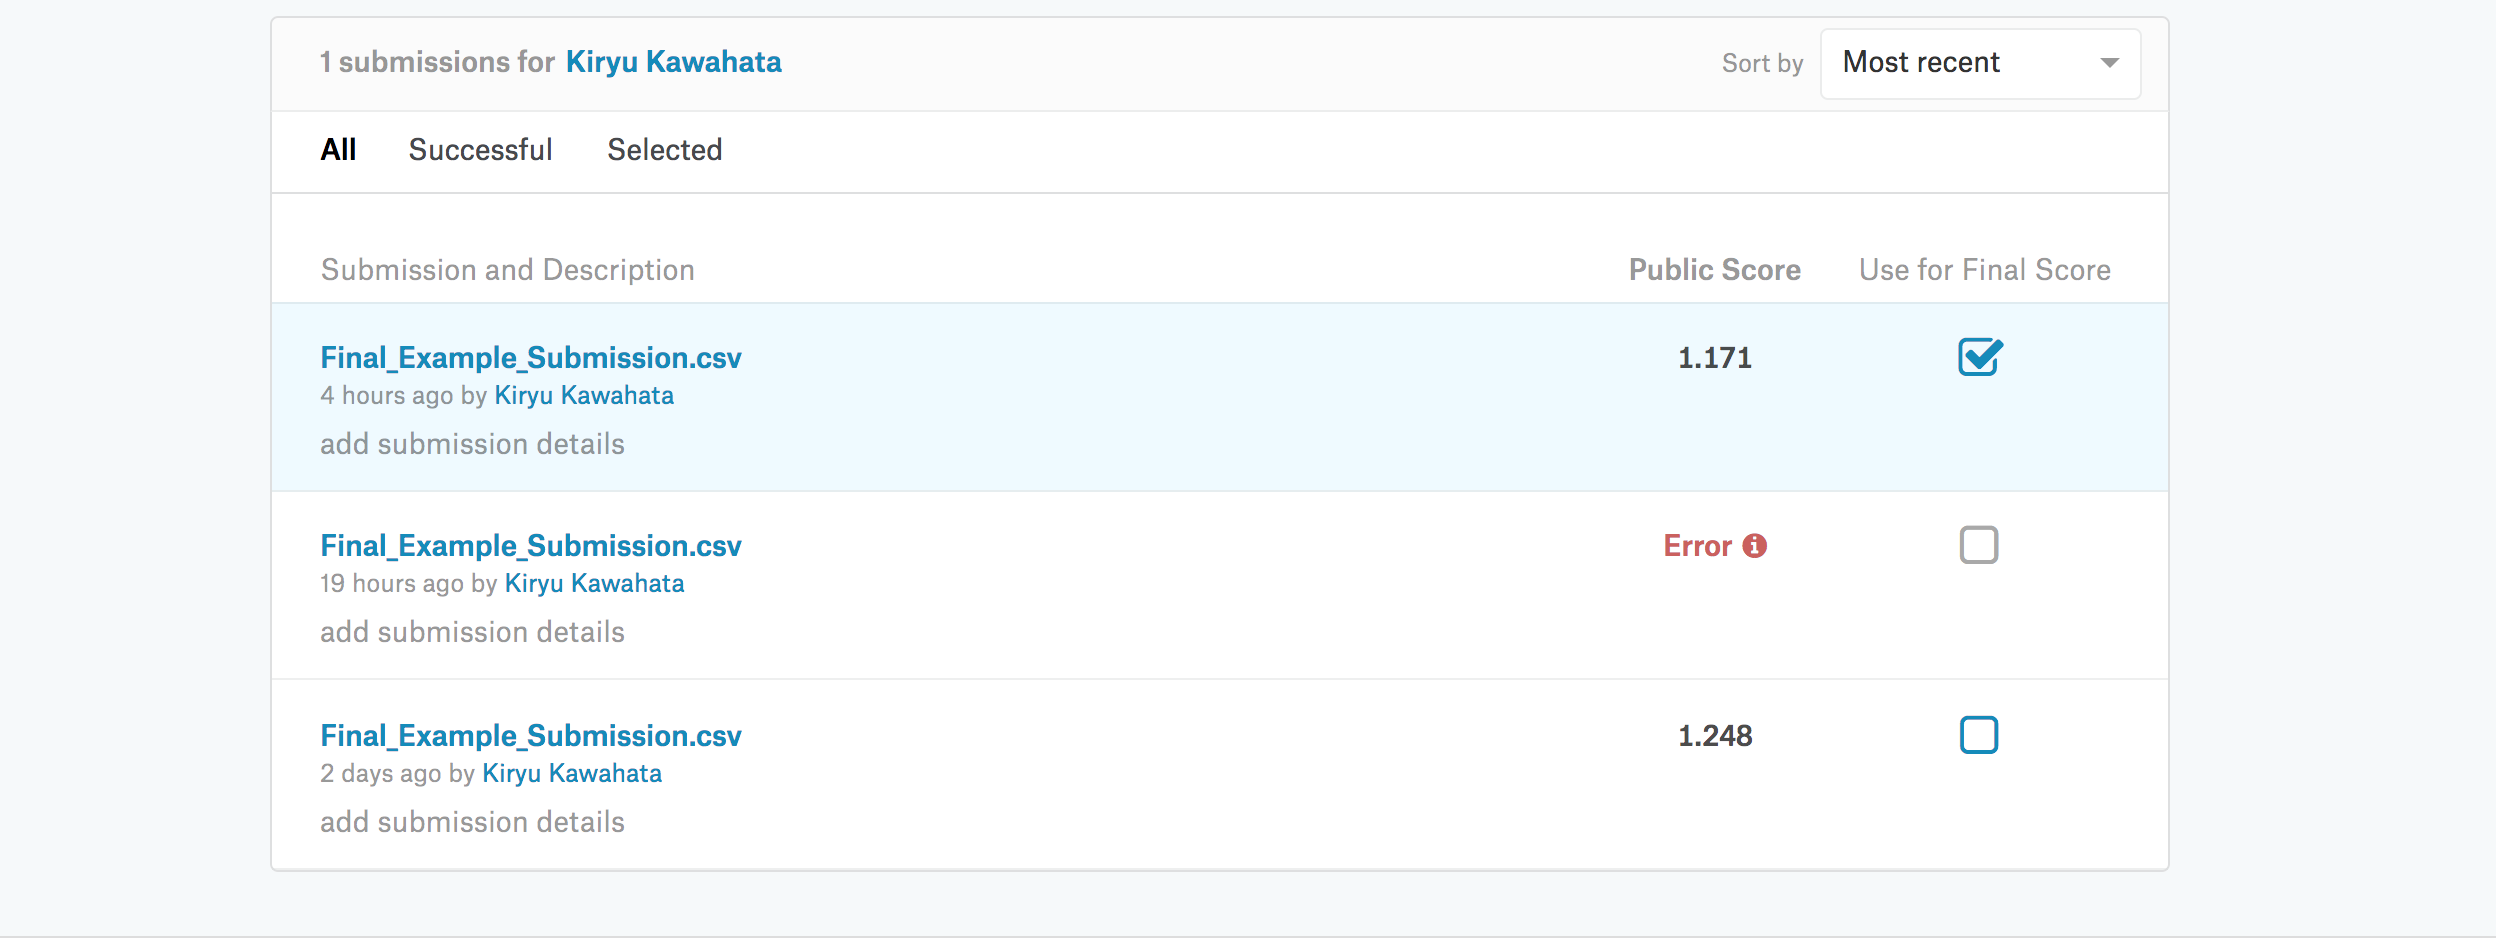 1 submissions for Kiryu Kawahata
Sort by Most recent
All Successful Selected
Submission and Description Public Score Use for Final Score
Final_Example_Submission.csv 1.171
4 hours ago by Kiryu Kawahata
add submission details
Final_Example_Submission.csv Error
19 hours ago by Kiryu Kawahata
add submission details
Final_Example_Submission.csv 1.248
2 days ago by Kiryu Kawahata
add submission details